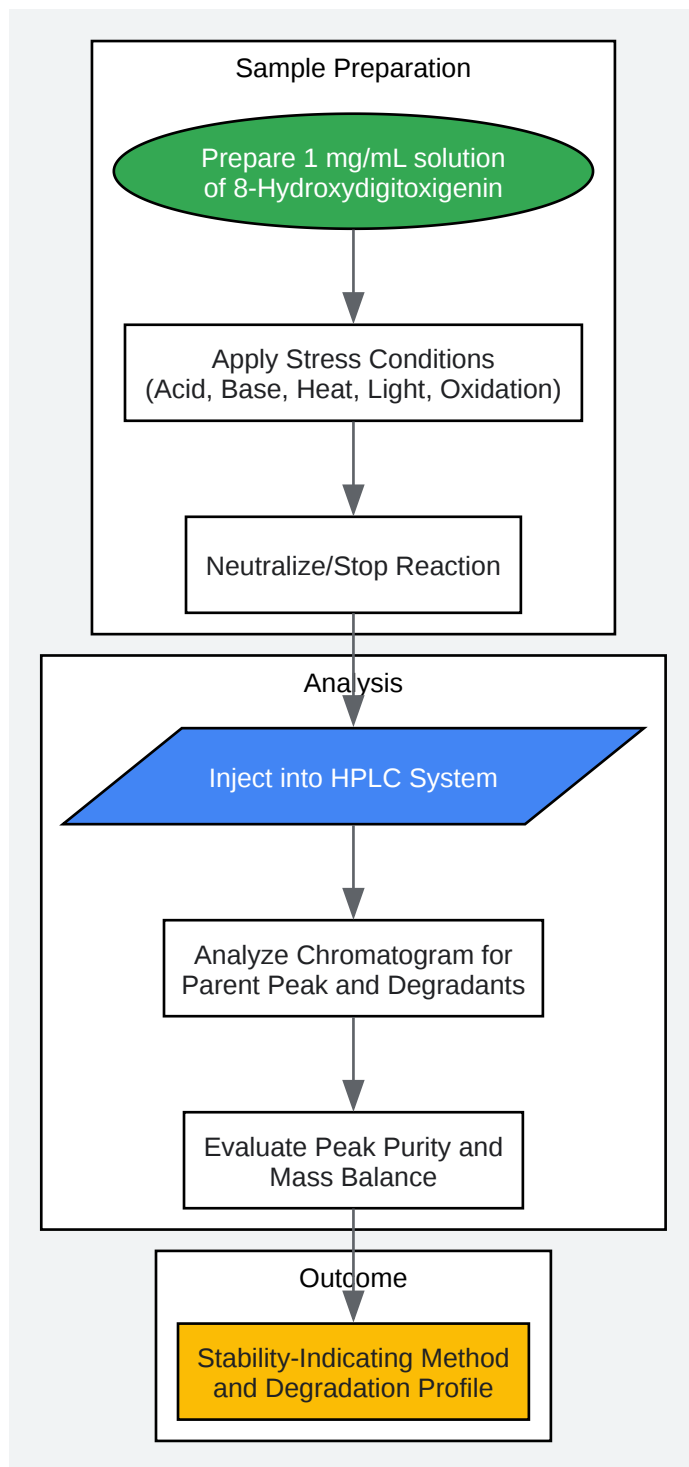 Sample Preparation
Prepare 1 mg/mL solution
of 8-Hydroxydigitoxigenin
Apply Stress Conditions
(Acid, Base, Heat, Light, Oxidation)
Neutralize/Stop Reaction
Analysis
Inject into HPLC System
Analyze Chromatogram for
Parent Peak and Degradants
Evaluate Peak Purity and
Mass Balance
Outcome
Stability-Indicating Method
and Degradation Profile